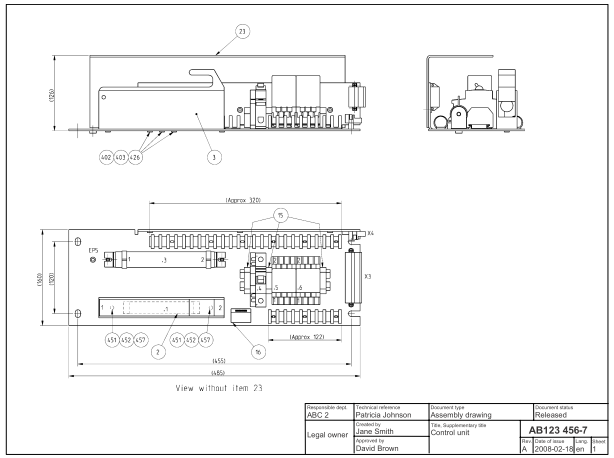 23
(126)
402 403 426
3
(Approx 320)
15
X4
EPS
1 .3 2
X3
(160)
(120)
.4 .5 .6
1 .1 2
451 452 457
2
451 452 457
16
(Approx 122)
(455)
(485)
View without item 23
Responsible dept.
ABC 2
Technical reference
Patricia Johnson
Document type
Assembly drawing
Document status
Released
Legal owner
Created by
Jane Smith
Title, Supplementary title
Control unit
AB123 456-7
Approved by
David Brown
Rev.
A
Date of issue
2008-02-18
Lang.
en
Sheet
1